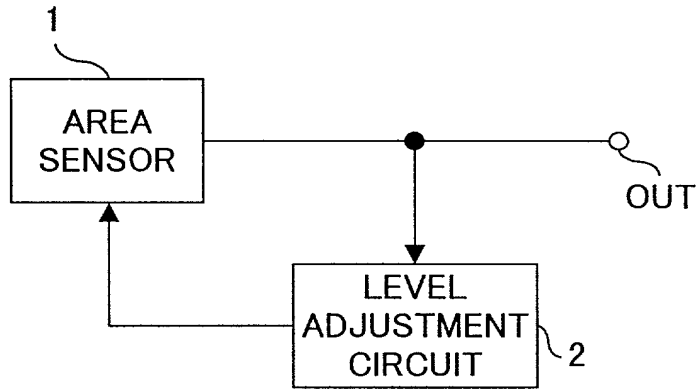 1
AREA
SENSOR
OUT
LEVEL
ADJUSTMENT
CIRCUIT
2